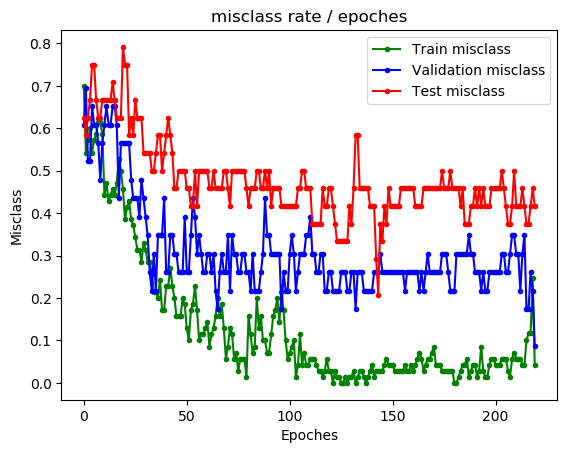 misclass rate / epoches
Train misclass
Validation misclass
Test misclass
Misclass
0.8
0.7
0.6
0.5
0.4
0.3
0.2
0.1
0.0
0 50 100 150 200
Epoches